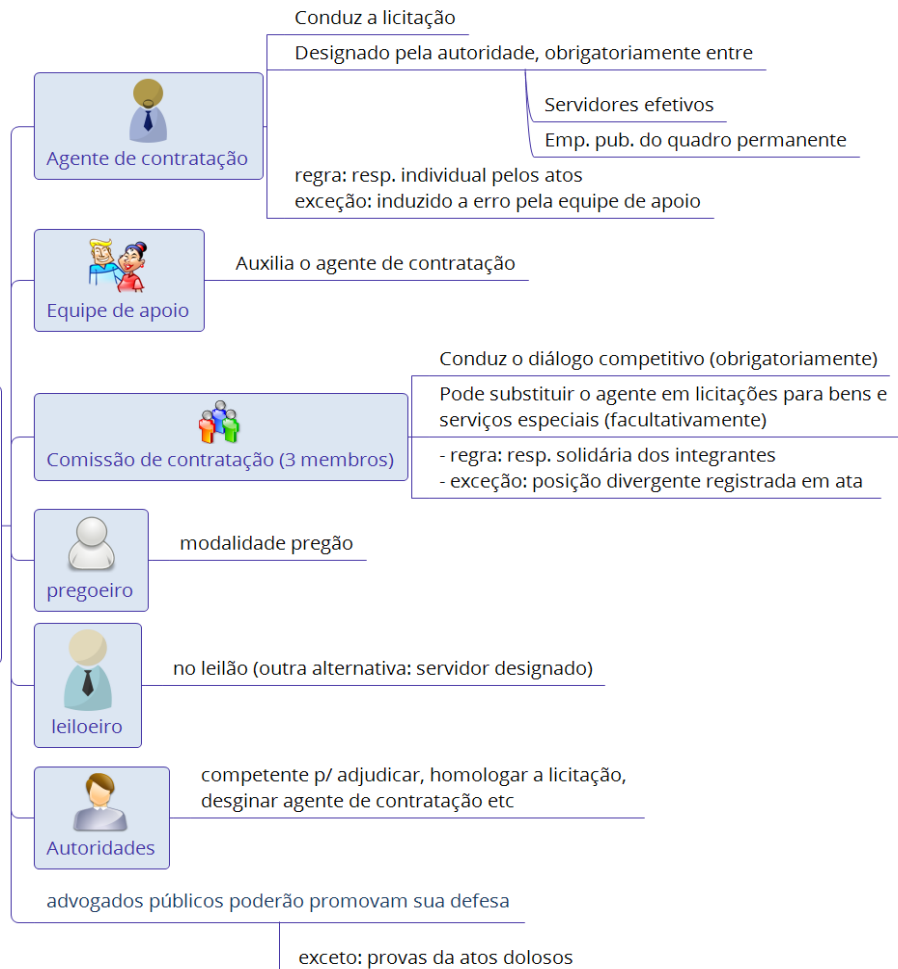 Conduz a licitação
Designado pela autoridade, obrigatoriamente entre
Servidores efetivos
Emp. pub. do quadro permanente
Agente de contratação
regra: resp. individual pelos atos
exceção: induzido a erro pela equipe de apoio
Auxilia o agente de contratação
Equipe de apoio
Conduz o diálogo competitivo (obrigatoriamente)
Pode substituir o agente em licitações para bens e
serviços especiais (facultativamente)
Comissão de contratação (3 membros)
- regra: resp. solidária dos integrantes
- exceção: posição divergente registrada em ata
modalidade pregão
pregoeiro
no leilão (outra alternativa: servidor designado)
leiloeiro
competente p/ adjudicar, homologar a licitação,
desginar agente de contratação etc
Autoridades
advogados públicos poderão promovam sua defesa
exceto: provas da atos dolosos